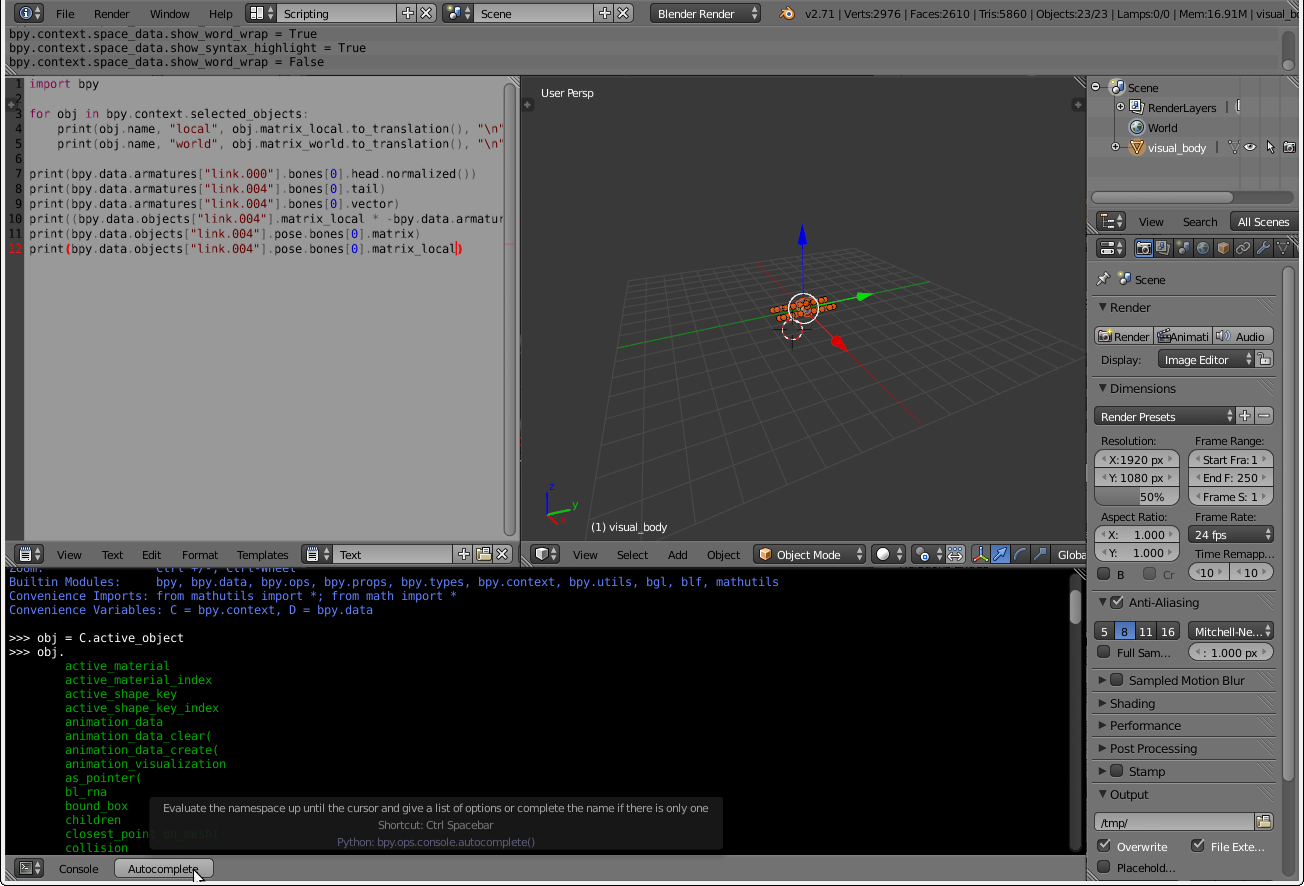 File Render Window Help Scripting Scene Blender Render v2.71 | Verts:2976 | Faces:2610 | Tris:5860 | Objects:23/23 | Lamps:0/0 | Mem:16.91M | visual_b
bpy.context.space_data.show_word_wrap = True
bpy.context.space_data.show_syntax_highlight = True
bpy.context.space_data.show_word_wrap = False
1 import bpy
2
3 for obj in bpy.context.selected_objects:
4 print(obj.name, "local", obj.matrix_local.to_translation(), "\n"
5 print(obj.name, "world", obj.matrix_world.to_translation(), "\n"
6
7 print(bpy.data.armatures["link.000"].bones[0].head.normalized())
8 print(bpy.data.armatures["link.004"].bones[0].tail)
9 print(bpy.data.armatures["link.004"].bones[0].vector)
10 print((bpy.data.objects["link.004"].matrix_local * -bpy.data.armatur
11 print(bpy.data.objects["link.004"].pose.bones[0].matrix)
12 print(bpy.data.objects["link.004"].pose.bones[0].matrix_local)
View Text Edit Format Templates Text
User Persp
z
y
x
(1) visual_body
View Select Add Object Object Mode Globa
Zoom: Ctrl +/-, Ctrl-Wheel
Builtin Modules: bpy, bpy.data, bpy.ops, bpy.props, bpy.types, bpy.context, bpy.utils, bgl, blf, mathutils
Convenience Imports: from mathutils import *; from math import *
Convenience Variables: C = bpy.context, D = bpy.data
>>> obj = C.active_object
>>> obj.
active_material
active_material_index
active_shape_key
active_shape_key_index
animation_data
animation_data_clear(
animation_data_create(
animation_visualization
as_pointer(
bl_rna
bound_box
children
closest_point_on_mesh(
collision
Evaluate the namespace up until the cursor and give a list of options or complete the name if there is only one
Shortcut: Ctrl Spacebar
Python: bpy.ops.console.autocomplete()
Console Autocomplete
Scene
RenderLayers
World
visual_body
View Search All Scenes
Scene
Render
Render Animati Audio
Display: Image Editor
Dimensions
Render Presets
Resolution: Frame Range:
X:1920 px Start Fra: 1
Y: 1080 px End F: 250
50% Frame S: 1
Aspect Ratio: Frame Rate:
X: 1.000 24 fps
Y: 1.000 Time Remapp...
B Cr 10 10
Anti-Aliasing
5 8 11 16 Mitchell-Ne...
Full Sam... : 1.000 px
Sampled Motion Blur
Shading
Performance
Post Processing
Stamp
Output
/tmp/
Overwrite File Exte...
Placehold...